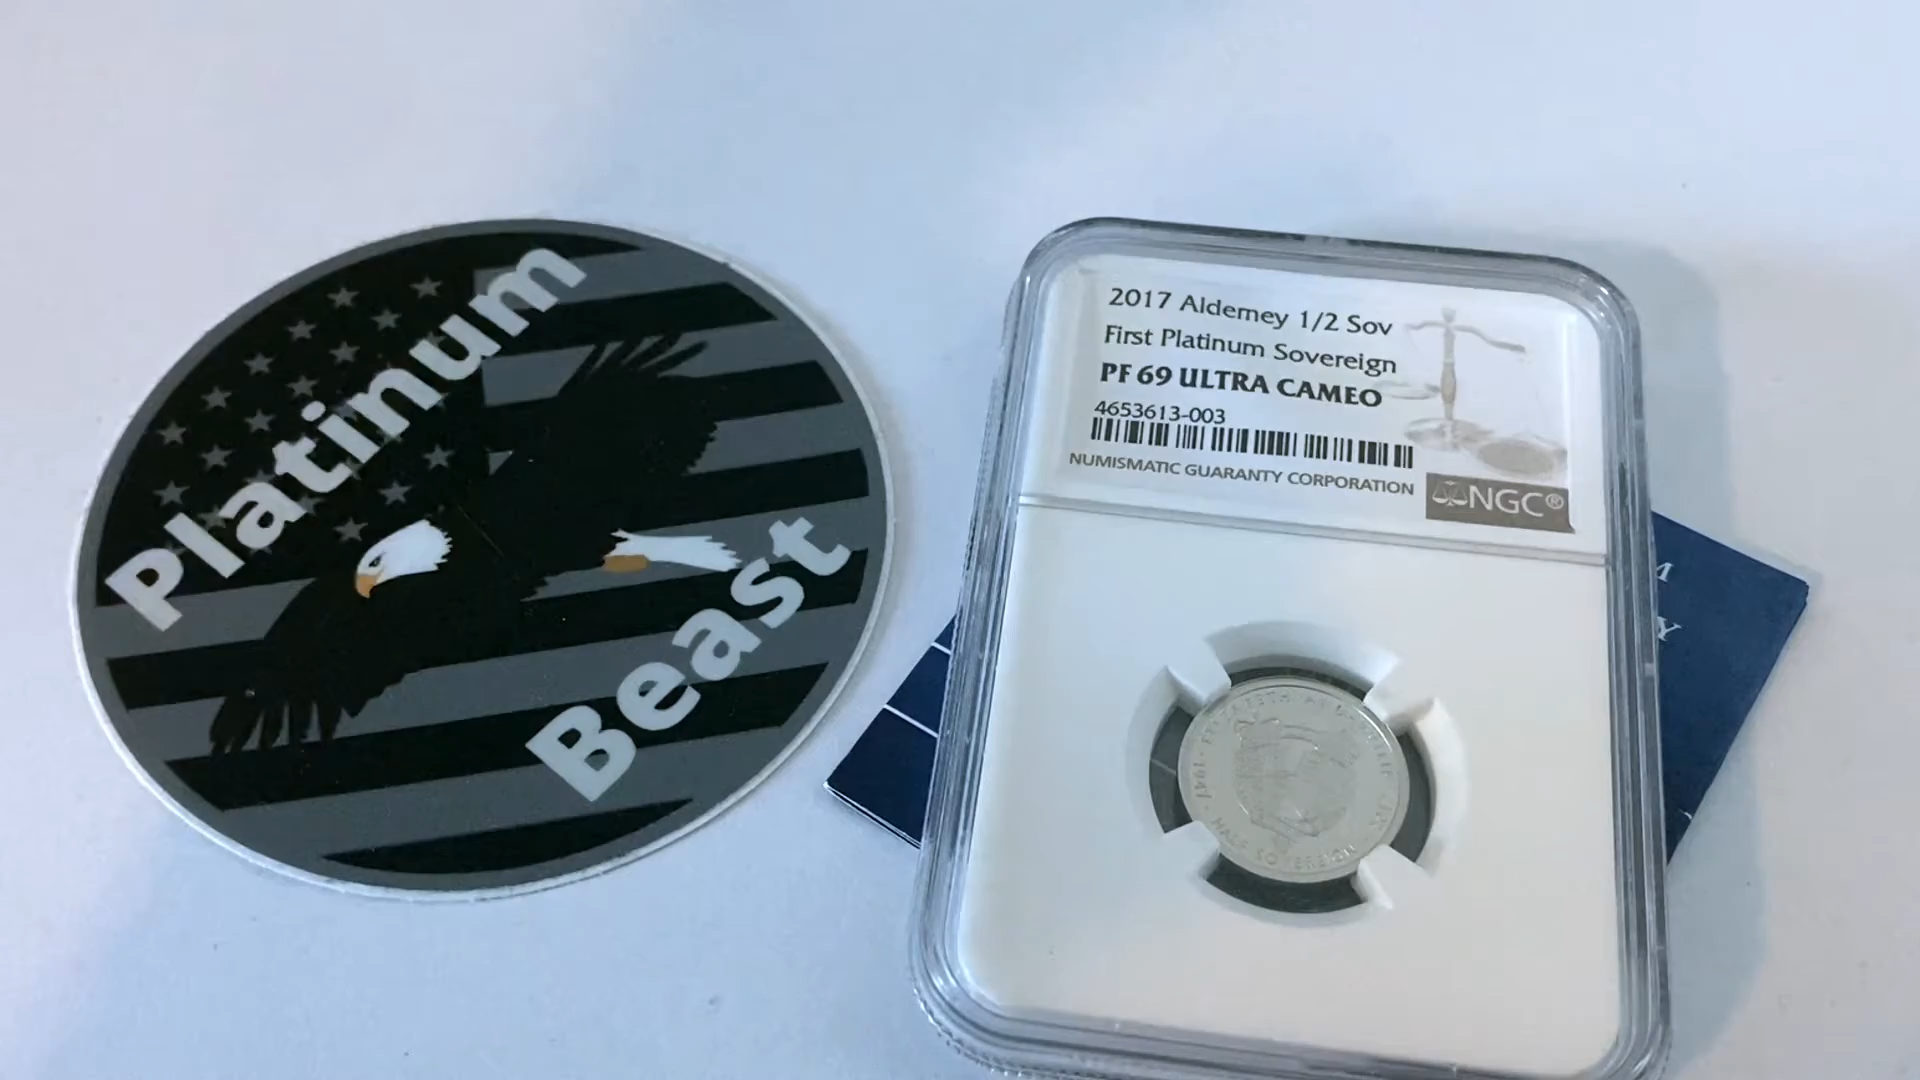 Platinum
Beast
2017 Alderney 1/2 Sov
First Platinum Sovereign
PF 69 ULTRA CAMEO
4653613-003
NUMISMATIC GUARANTY CORPORATION
NGC®
HALF SOVEREIGN